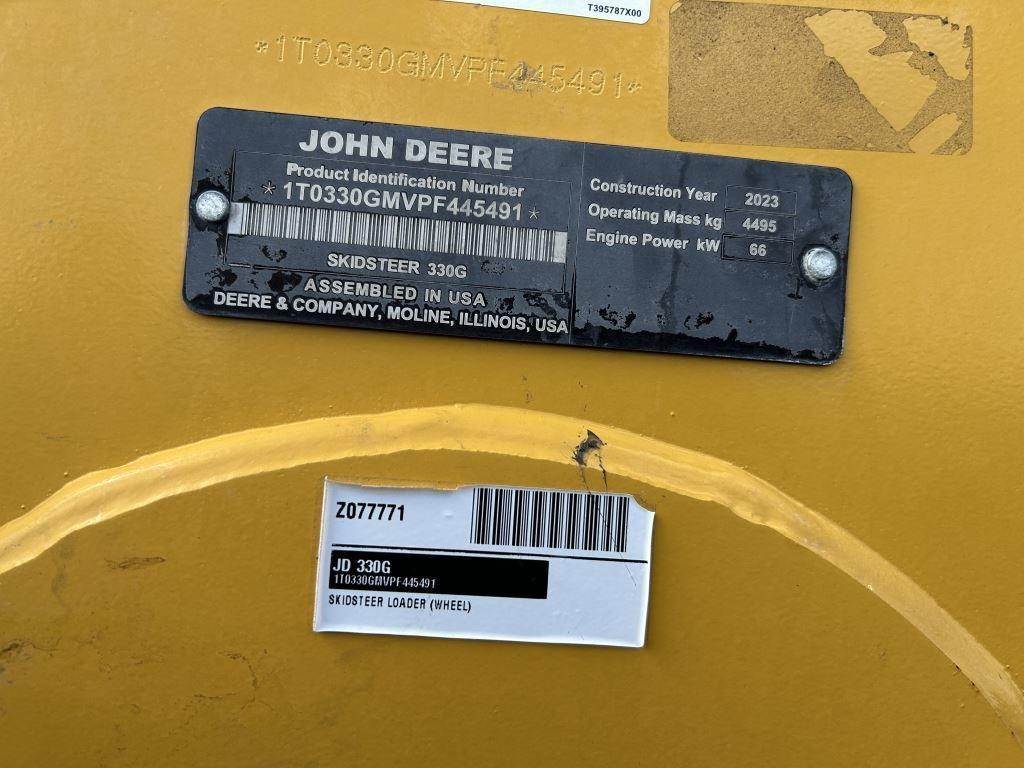 T395787X00
*1T0330GMVPF445491*
JOHN DEERE
Product Identification Number
* 1T0330GMVPF445491 *
SKIDSTEER 330G
ASSEMBLED IN USA
DEERE & COMPANY, MOLINE, ILLINOIS, USA
Construction Year 2023
Operating Mass kg 4495
Engine Power kW 66
Z077771
JD 330G
1T0330GMVPF445491
SKIDSTEER LOADER (WHEEL)